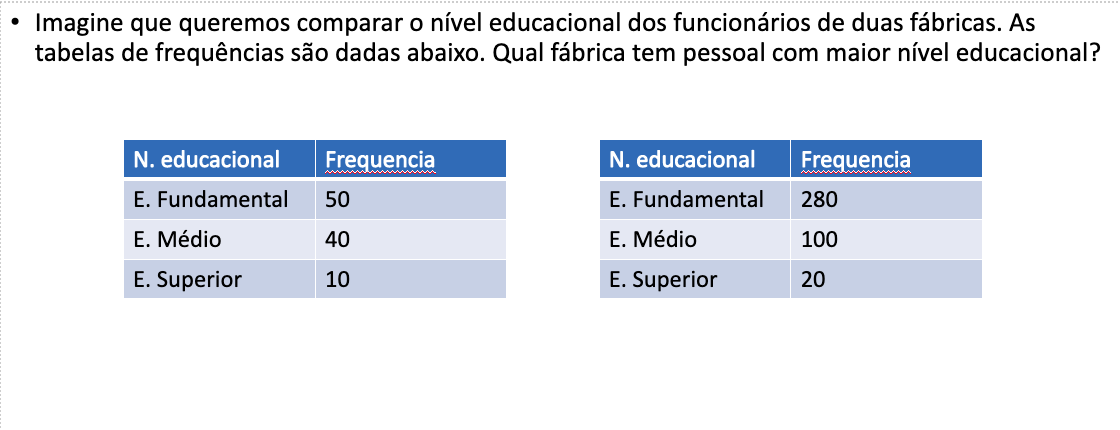 • Imagine que queremos comparar o nível educacional dos funcionários de duas fábricas. As
tabelas de frequências são dadas abaixo. Qual fábrica tem pessoal com maior nível educacional?
N. educacional Frequencia
E. Fundamental 50
E. Médio 40
E. Superior 10
N. educacional Frequencia
E. Fundamental 280
E. Médio 100
E. Superior 20